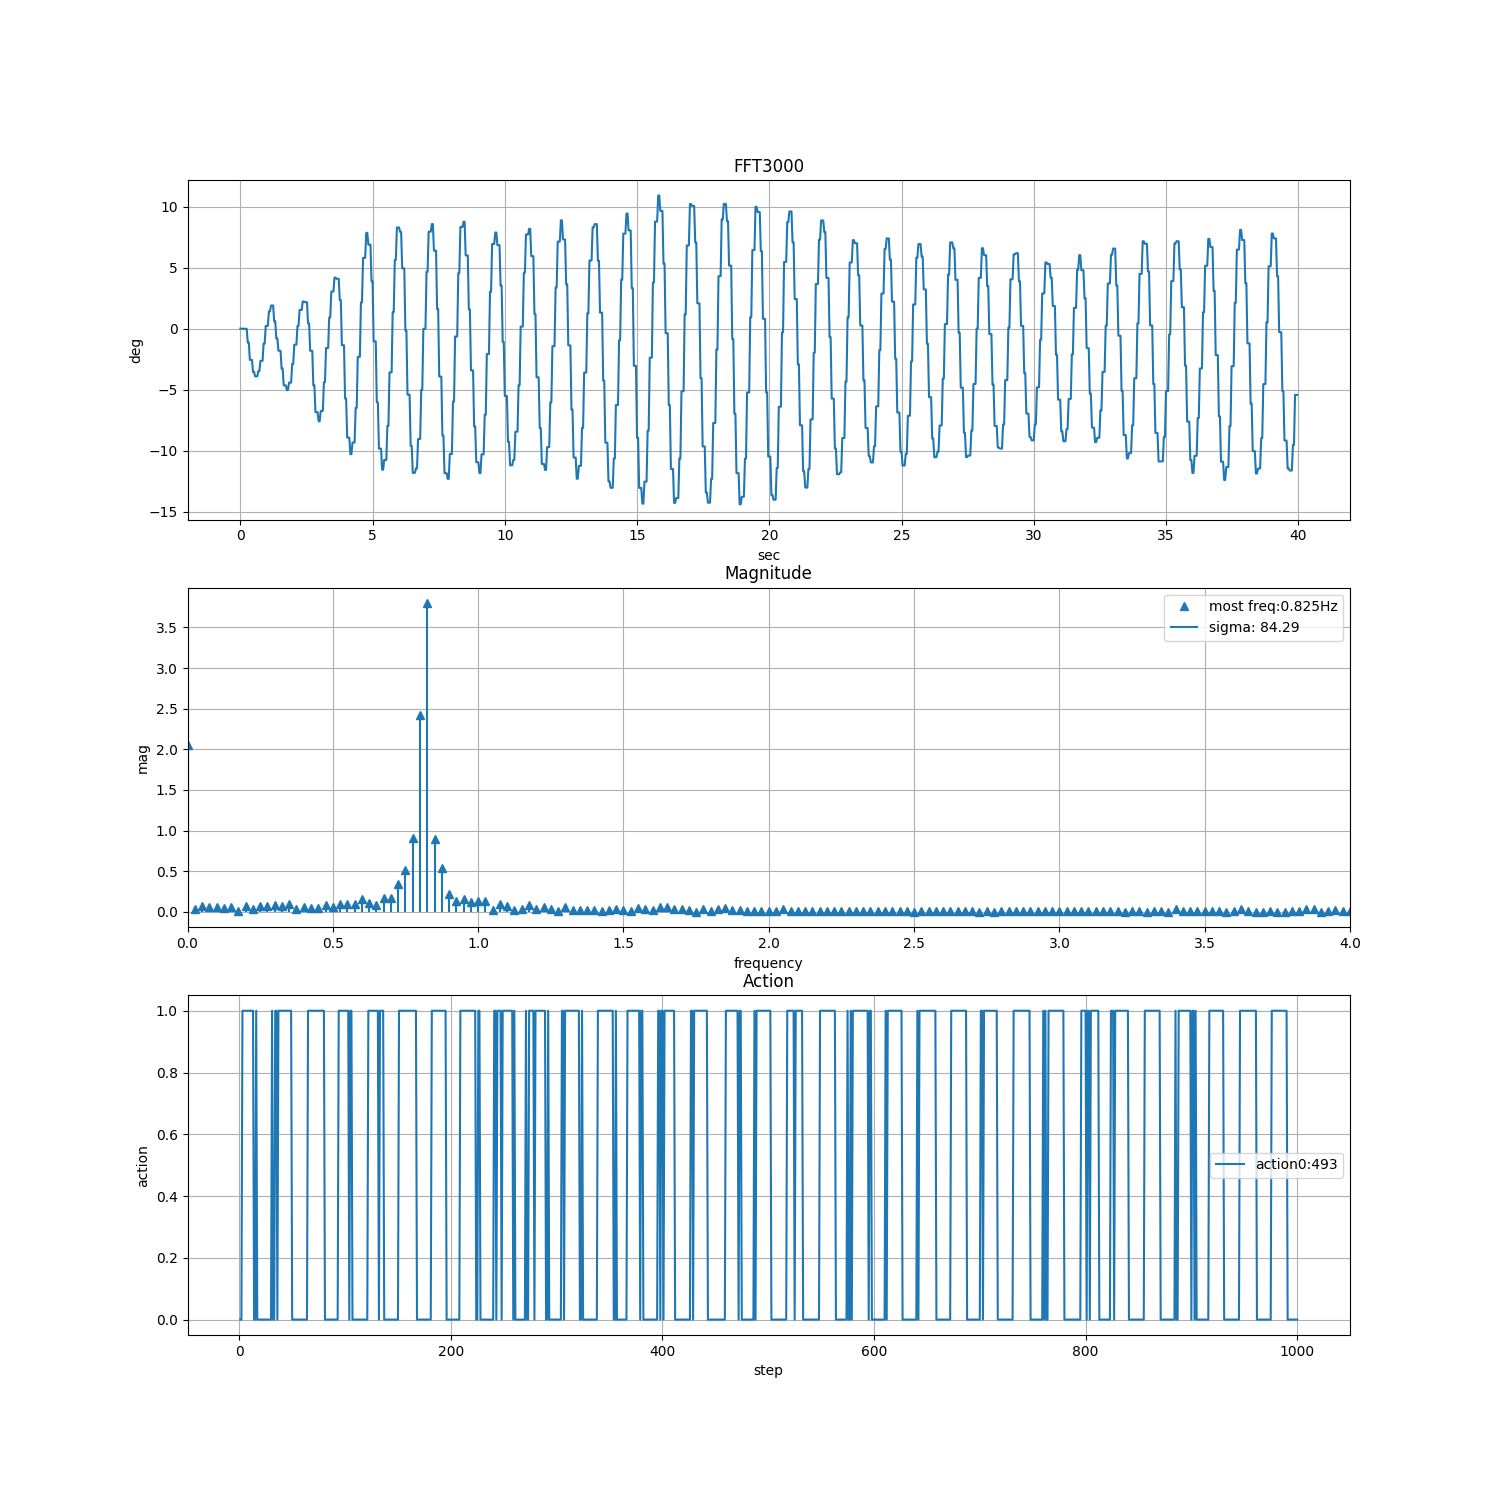 FFT3000
10
5
0
−5
−10
−15
deg
0 5 10 15 20 25 30 35 40
sec
Magnitude
most freq:0.825Hz
sigma: 84.29
3.5
3.0
2.5
2.0
1.5
1.0
0.5
0.0
mag
0.0 0.5 1.0 1.5 2.0 2.5 3.0 3.5 4.0
frequency
Action
1.0
0.8
0.6
0.4
0.2
0.0
action
action0:493
0 200 400 600 800 1000
step